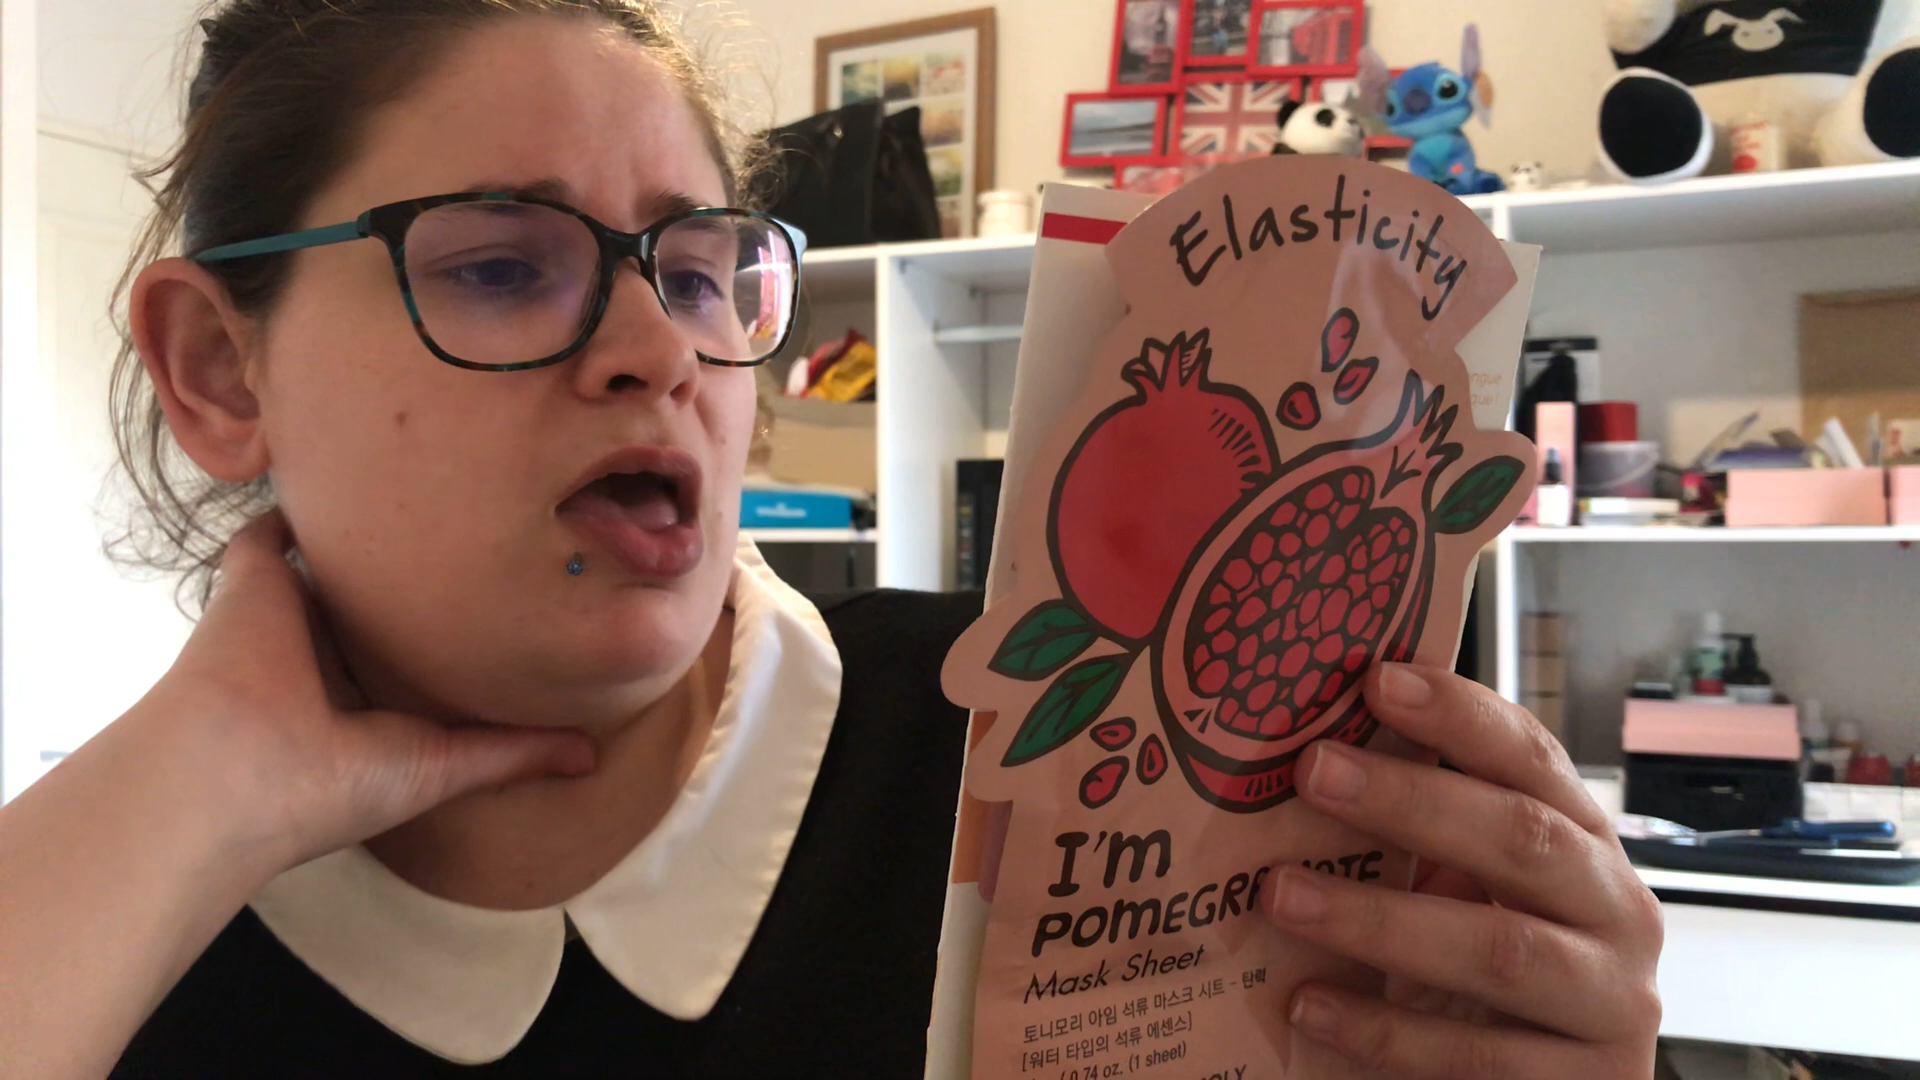 Elasticity
I'm
POMEGRANATE
Mask Sheet
토니모리 아임 석류 마스크 시트 - 탄력
[워터 타입의 석류 에센스]
0.74 oz. (1 sheet)